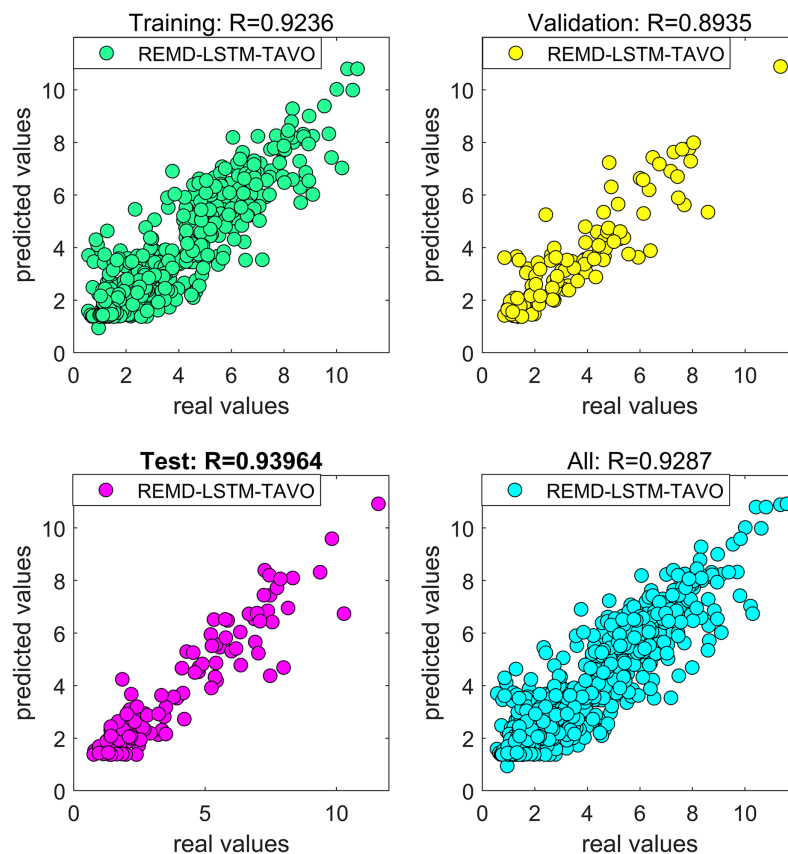 Training: R=0.9236
REMD-LSTM-TAVO
10
8
6
4
2
0
predicted values
0 2 4 6 8 10
real values
Validation: R=0.8935
REMD-LSTM-TAVO
10
8
6
4
2
0
predicted values
0 2 4 6 8 10
real values
Test: R=0.93964
REMD-LSTM-TAVO
10
8
6
4
2
0
predicted values
5 10
real values
All: R=0.9287
REMD-LSTM-TAVO
10
8
6
4
2
0
predicted values
0 2 4 6 8 10
real values